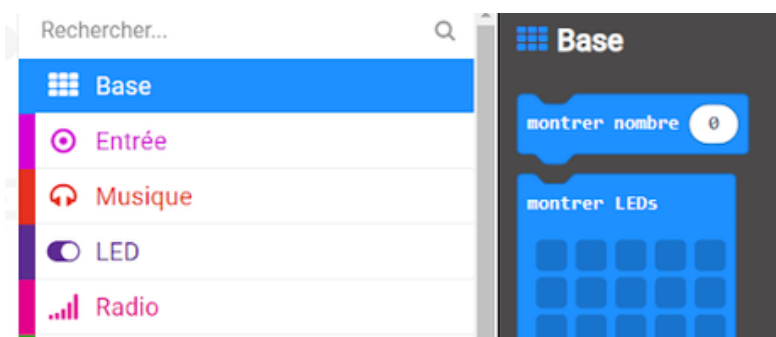 Rechercher...
Base
Entrée
Musique
LED
Radio
Base
montrer nombre 0
montrer LEDs